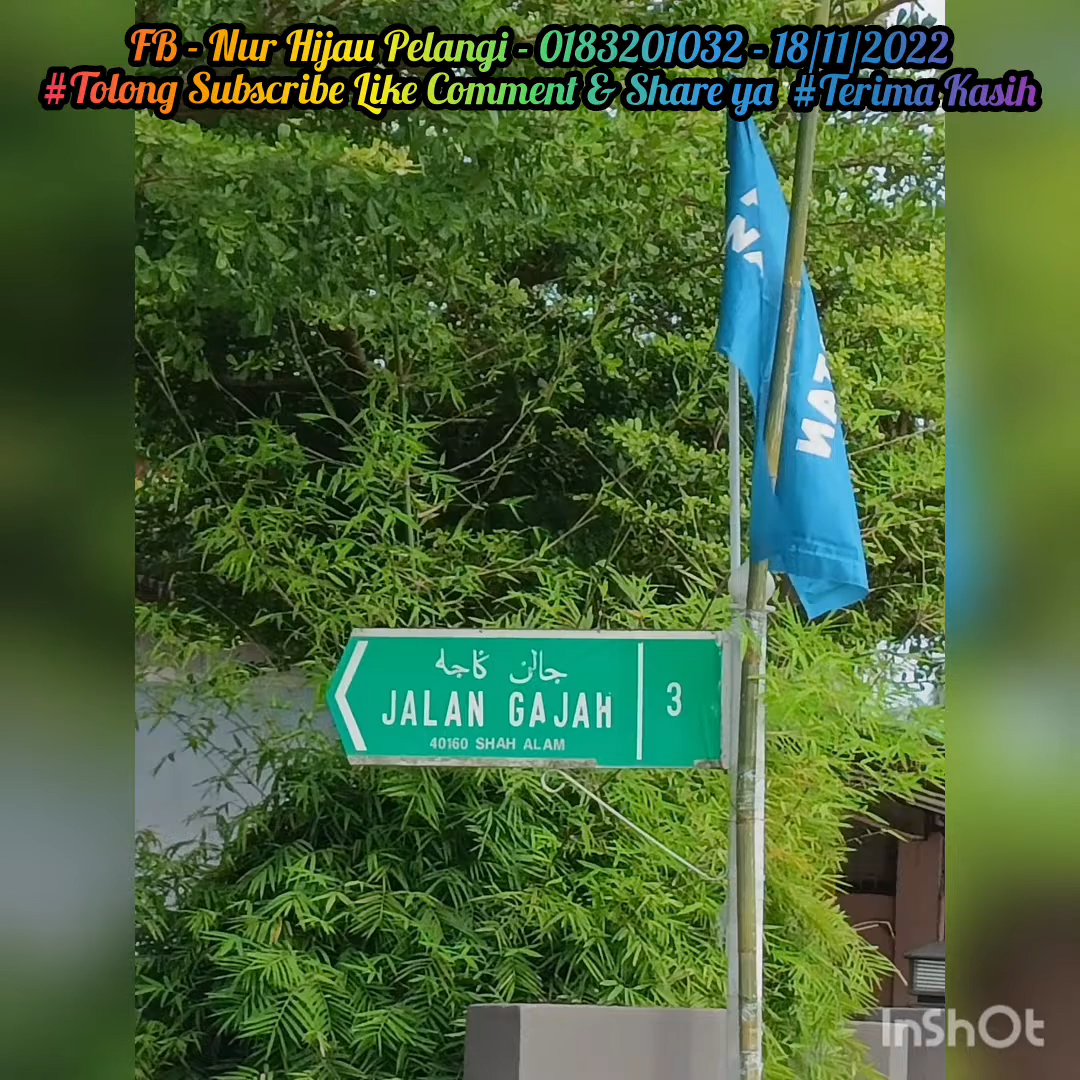 FB - Nur Hijau Pelangi - 0183201032 - 18/11/2022
#Tolong Subscribe Like Comment & Share ya #Terima Kasih
جالن ݢاجه
JALAN GAJAH
40160 SHAH ALAM
3
InShOt